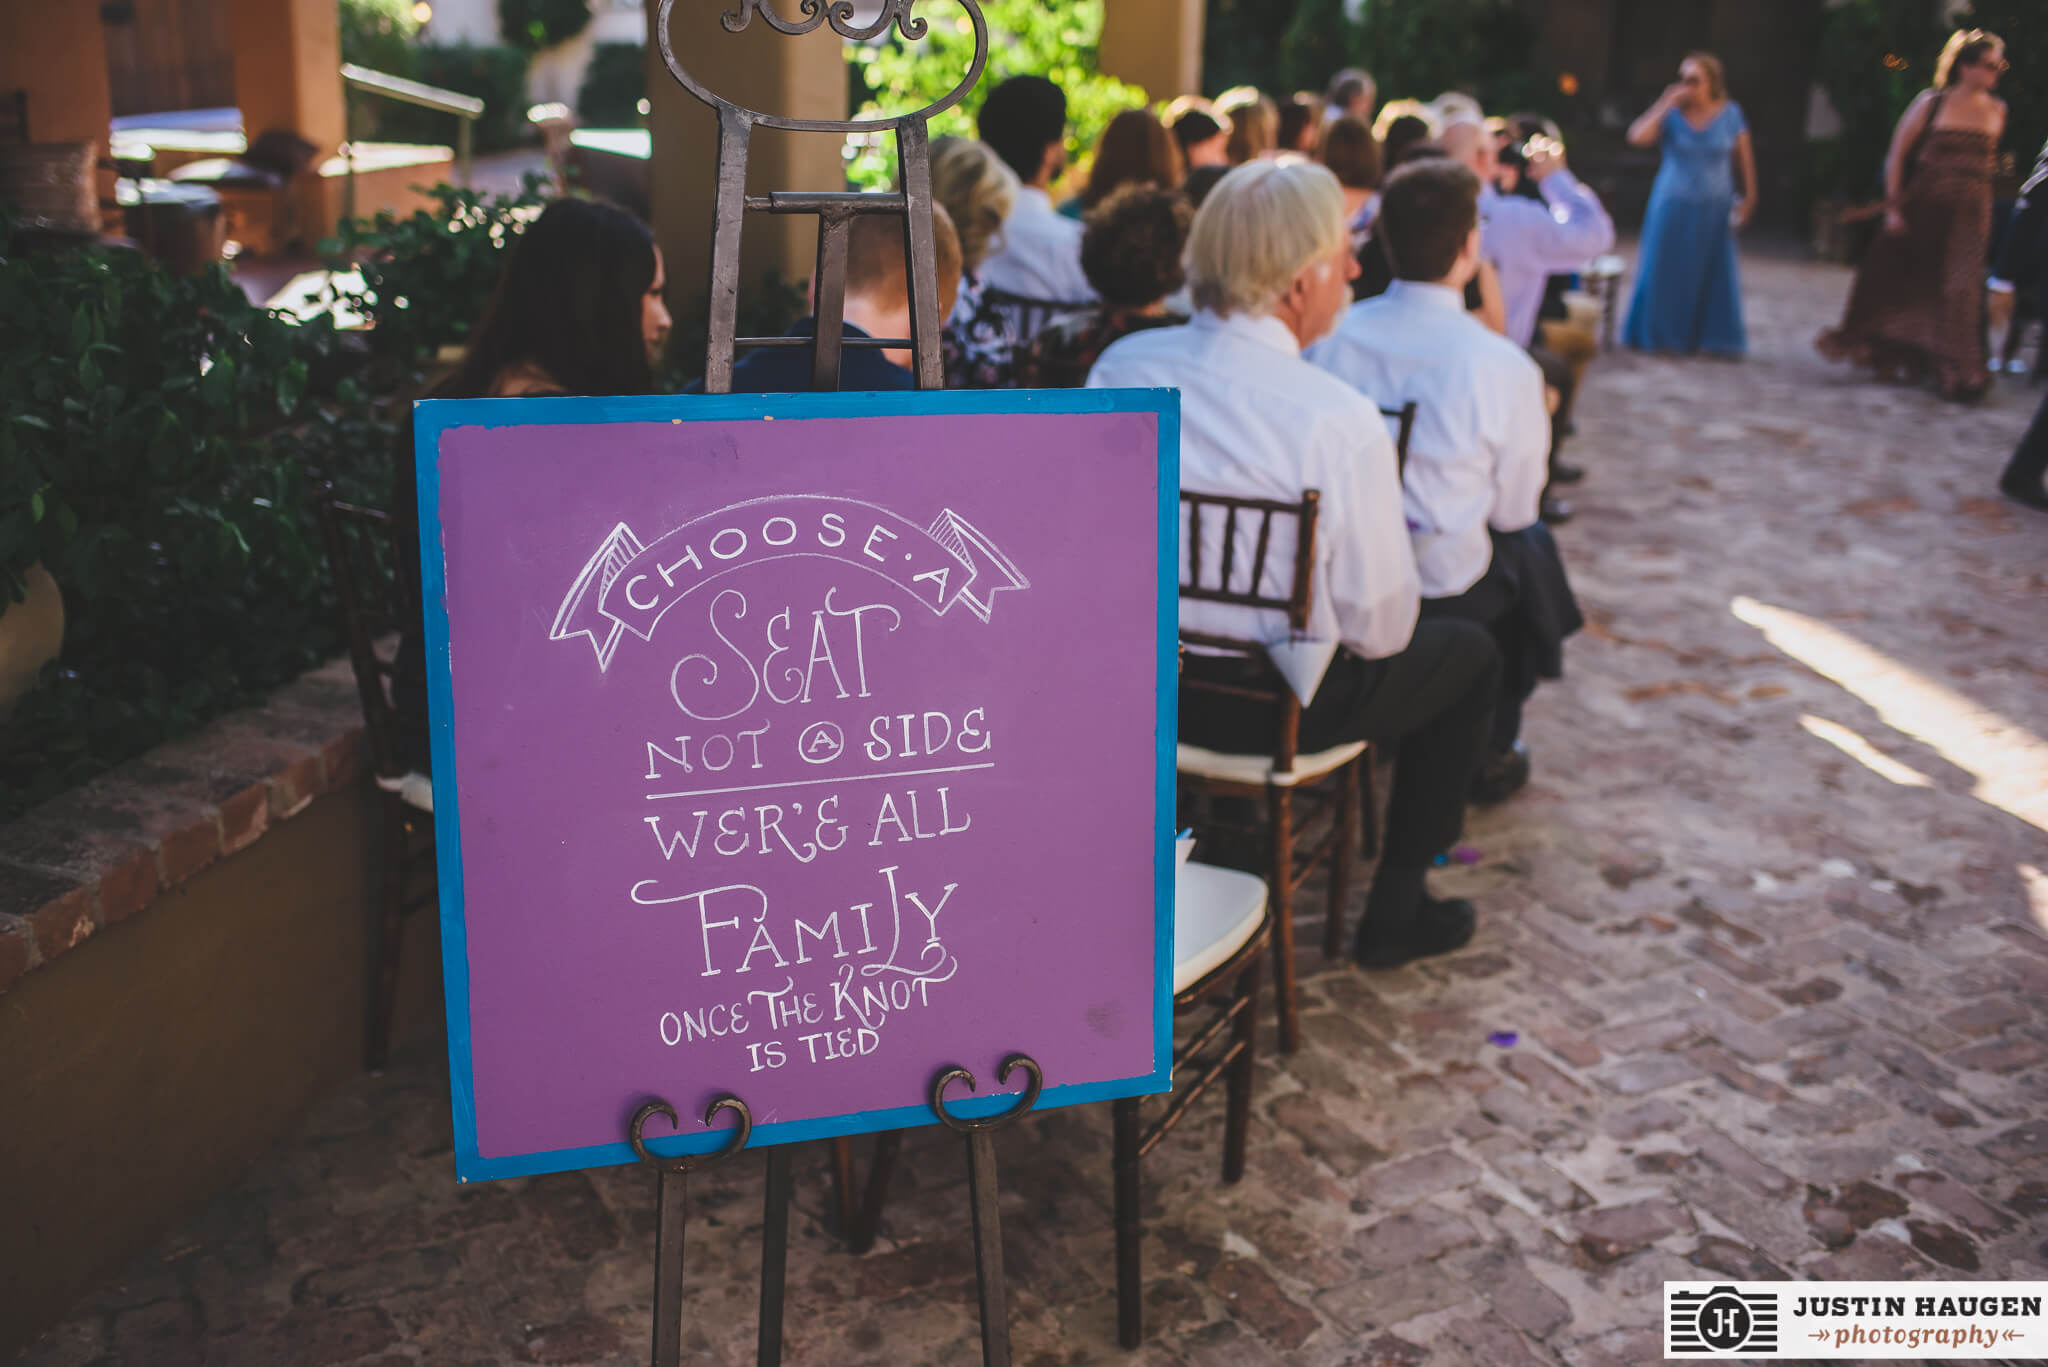 CHOOSE • A
SEAT
NOT A SIDE
WER'E ALL
FAMILY
ONCE THE KNOT
IS TIED
JH
JUSTIN HAUGEN
photography